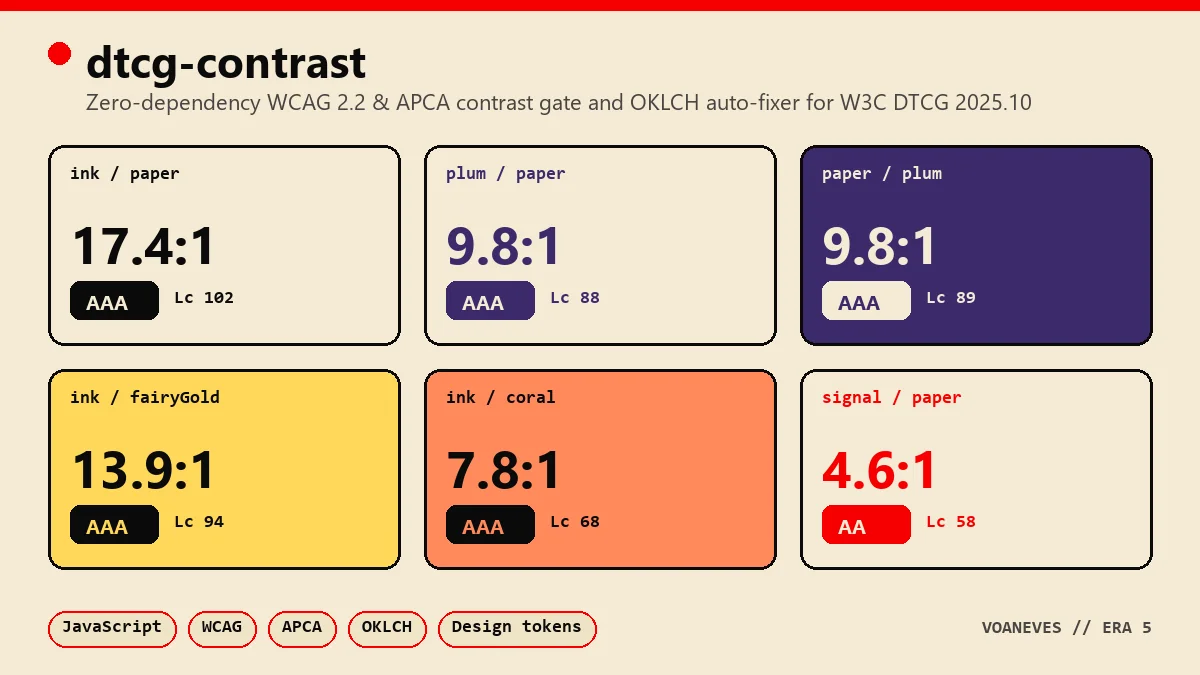 dtcg-contrast
Zero-dependency WCAG 2.2 & APCA contrast gate and OKLCH auto-fixer for W3C DTCG 2025.10
ink / paper
17.4:1
AAA Lc 102
plum / paper
9.8:1
AAA Lc 88
paper / plum
9.8:1
AAA Lc 89
ink / fairyGold
13.9:1
AAA Lc 94
ink / coral
7.8:1
AAA Lc 68
signal / paper
4.6:1
AA Lc 58
JavaScript WCAG APCA OKLCH Design tokens
VOANEVES // ERA 5